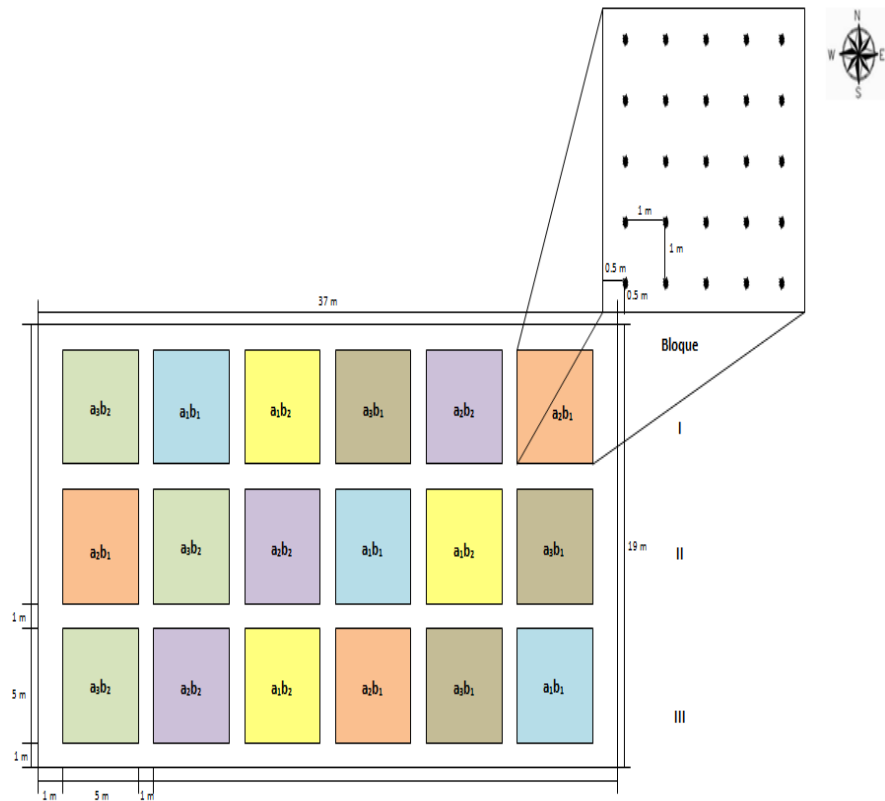 N
W E
S
1 m
1 m
0.5 m
0.5 m
37 m
Bloque
a₃b₂ a₁b₁ a₁b₂ a₃b₁ a₂b₂ a₂b₁
I
a₂b₁ a₃b₂ a₂b₂ a₁b₁ a₁b₂ a₃b₁
19 m
II
1 m
a₃b₂ a₂b₂ a₁b₂ a₂b₁ a₃b₁ a₁b₁
5 m
III
1 m
1 m 5 m 1 m